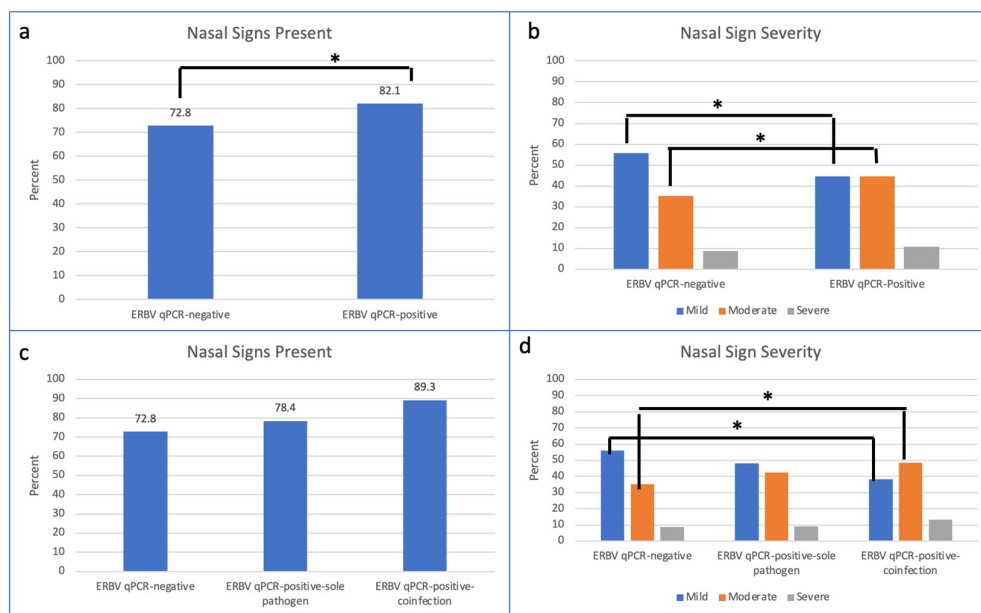 a
Nasal Signs Present
*
100
90
80
70
60
50
40
30
20
10
0
Percent
72.8
82.1
ERBV qPCR-negative
ERBV qPCR-positive
b
Nasal Sign Severity
*
*
100
90
80
70
60
50
40
30
20
10
0
Percent
ERBV qPCR-negative
ERBV qPCR-Positive
Mild Moderate Severe
c
Nasal Signs Present
100
90
80
70
60
50
40
30
20
10
0
Percent
72.8
78.4
89.3
ERBV qPCR-negative
ERBV qPCR-positive-sole
pathogen
ERBV qPCR-positive-
coinfection
d
Nasal Sign Severity
*
*
100
90
80
70
60
50
40
30
20
10
0
Percent
ERBV qPCR-negative
ERBV qPCR-positive-sole
pathogen
ERBV qPCR-positive-
coinfection
Mild Moderate Severe